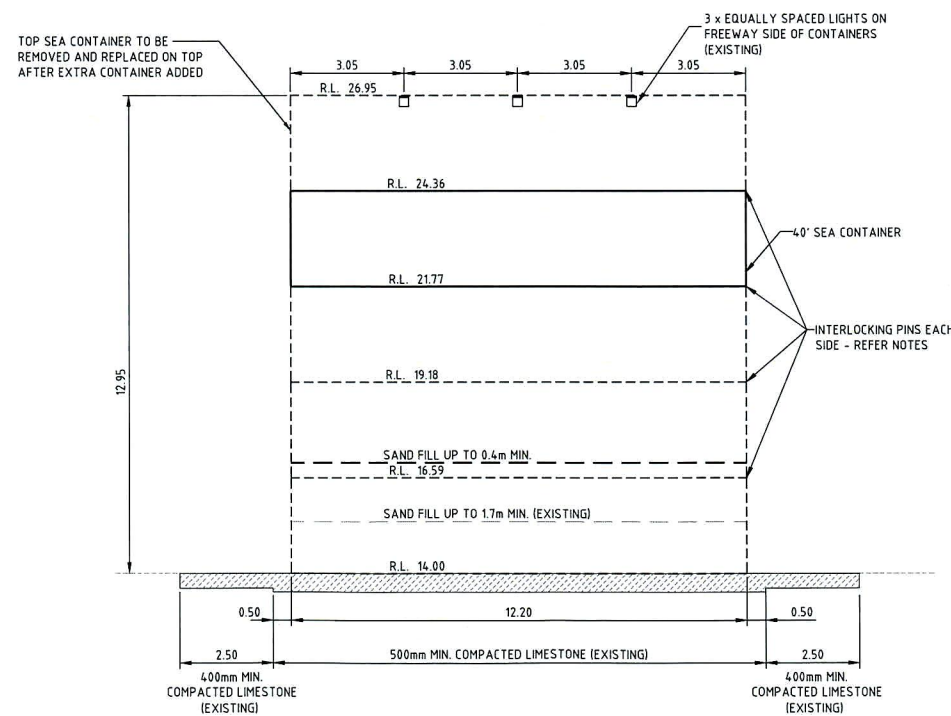 3 x EQUALLY SPACED LIGHTS ON
FREEWAY SIDE OF CONTAINERS
(EXISTING)
TOP SEA CONTAINER TO BE
REMOVED AND REPLACED ON TOP
AFTER EXTRA CONTAINER ADDED
3.05
3.05
3.05
3.05
R.L. 26.95
R.L. 24.36
40' SEA CONTAINER
R.L. 21.77
INTERLOCKING PINS EACH
SIDE - REFER NOTES
12.95
R.L. 19.18
SAND FILL UP TO 0.4m MIN.
R.L. 16.59
SAND FILL UP TO 1.7m MIN. (EXISTING)
R.L. 14.00
0.50
12.20
0.50
2.50
500mm MIN. COMPACTED LIMESTONE (EXISTING)
2.50
400mm MIN.
COMPACTED LIMESTONE
(EXISTING)
400mm MIN.
COMPACTED LIMESTONE
(EXISTING)